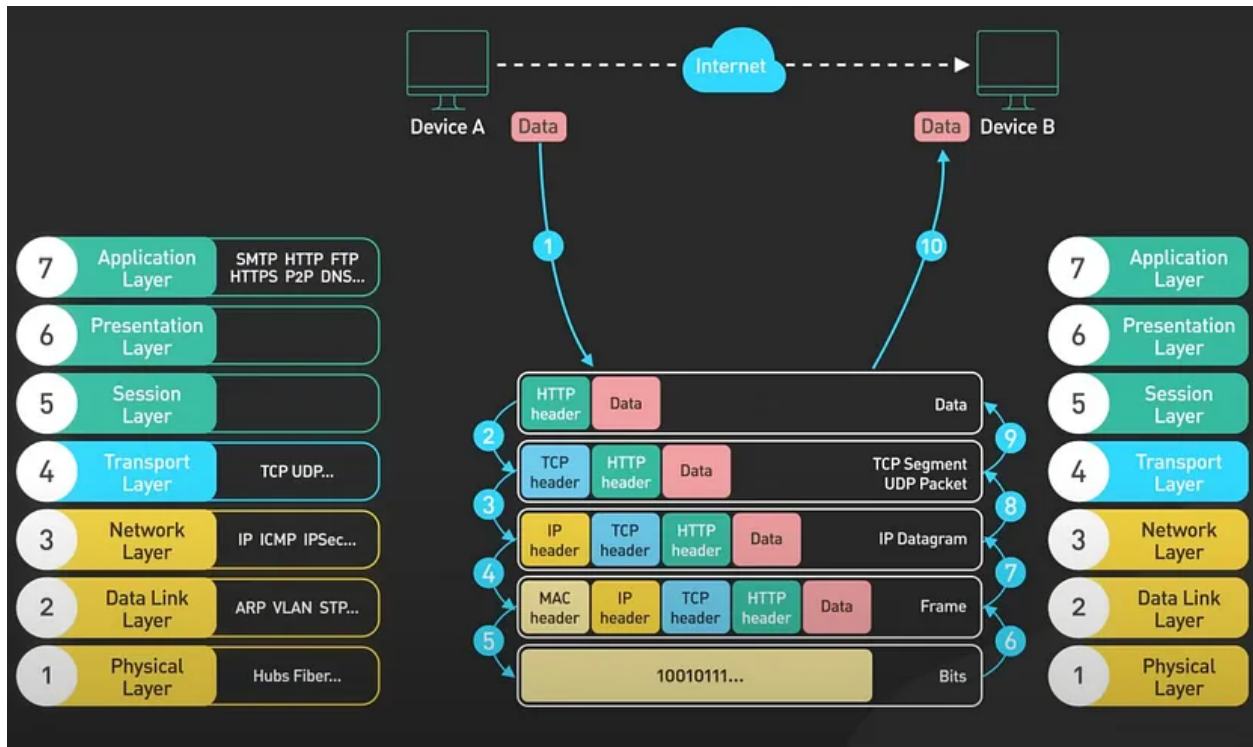 Internet
Device A
Data
Data
Device B
1
10
7
Application
Layer
SMTP HTTP FTP
HTTPS P2P DNS...
6
Presentation
Layer
5
Session
Layer
4
Transport
Layer
TCP UDP...
3
Network
Layer
IP ICMP IPSec...
2
Data Link
Layer
ARP VLAN STP...
1
Physical
Layer
Hubs Fiber...
HTTP
header
Data
Data
2
9
TCP
header
HTTP
header
Data
TCP Segment
UDP Packet
3
8
IP
header
TCP
header
HTTP
header
Data
IP Datagram
4
7
MAC
header
IP
header
TCP
header
HTTP
header
Data
Frame
5
6
10010111...
Bits
7
Application
Layer
6
Presentation
Layer
5
Session
Layer
4
Transport
Layer
3
Network
Layer
2
Data Link
Layer
1
Physical
Layer